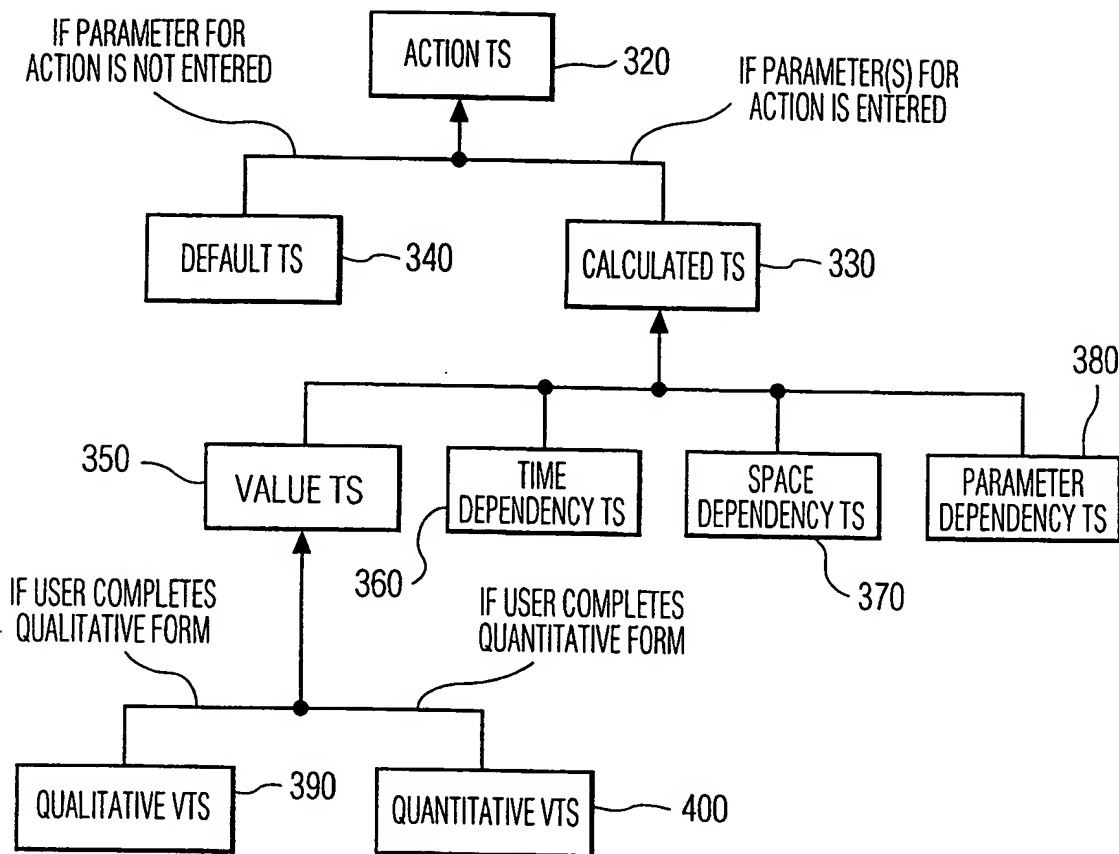 IF PARAMETER FOR
ACTION IS NOT ENTERED
ACTION TS
320
IF PARAMETER(S) FOR
ACTION IS ENTERED
DEFAULT TS
340
CALCULATED TS
330
380
350
VALUE TS
TIME
DEPENDENCY TS
SPACE
DEPENDENCY TS
PARAMETER
DEPENDENCY TS
360
370
IF USER COMPLETES
QUALITATIVE FORM
IF USER COMPLETES
QUANTITATIVE FORM
QUALITATIVE VTS
390
QUANTITATIVE VTS
400